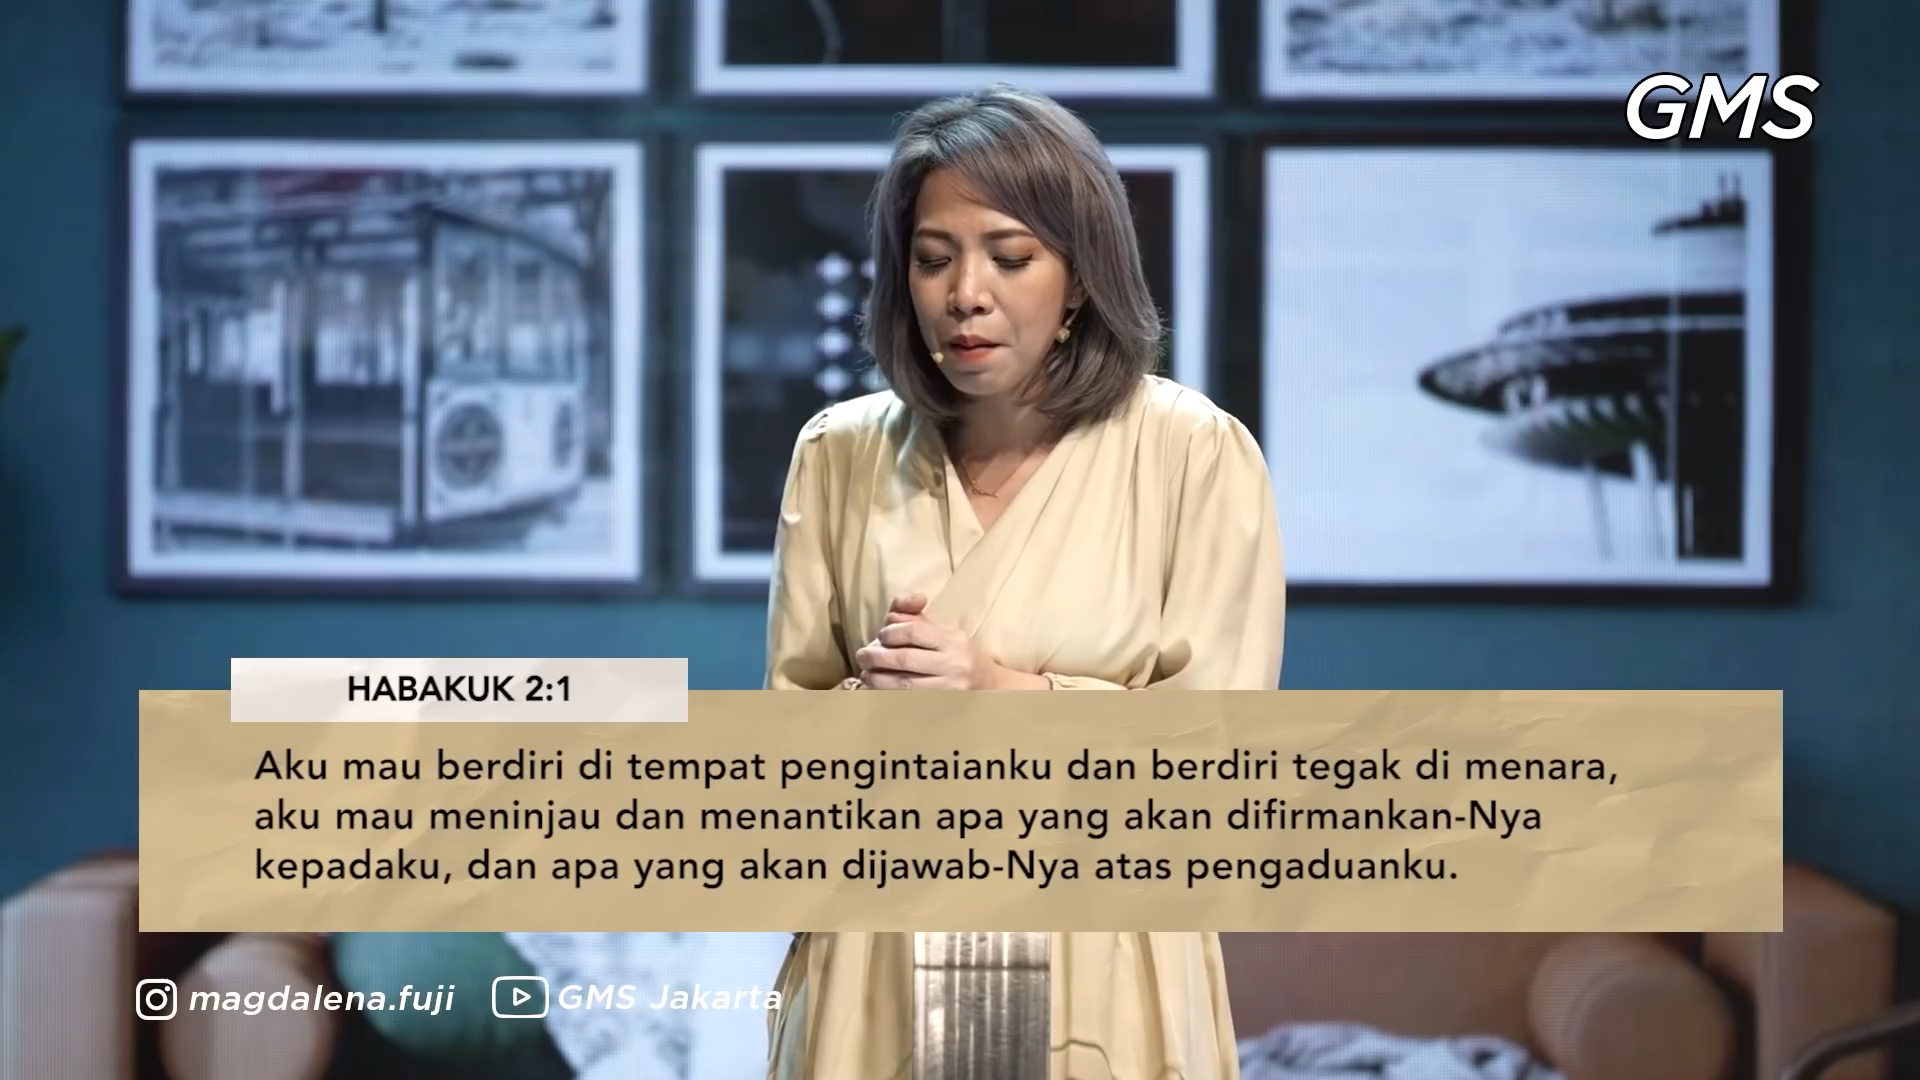 GMS
HABAKUK 2:1
Aku mau berdiri di tempat pengintaianku dan berdiri tegak di menara,
aku mau meninjau dan menantikan apa yang akan difirmankan-Nya
kepadaku, dan apa yang akan dijawab-Nya atas pengaduanku.
magdalena.fuji GMS Jakarta